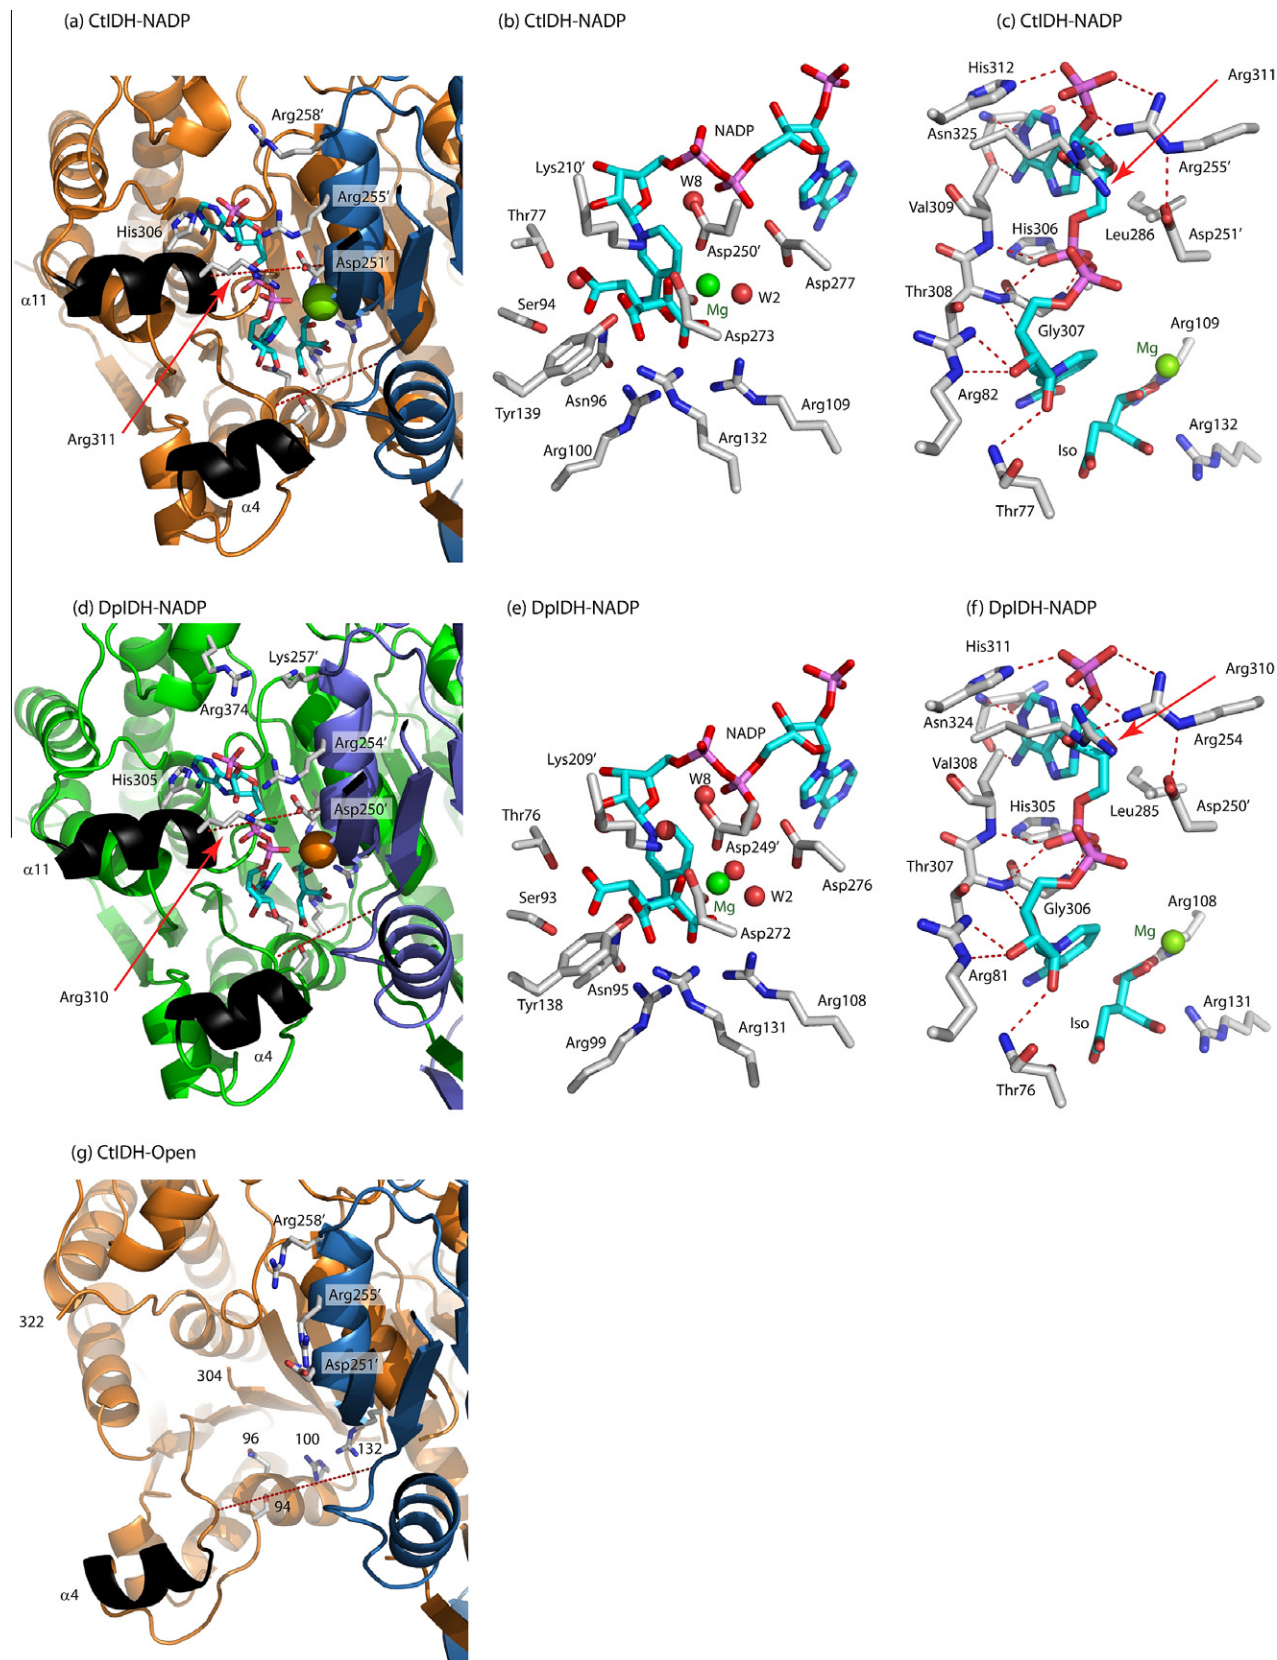 (a) CtIDH-NADP
Arg258'
Arg255'
His306
Asp251'
α11
Arg311
α4
(b) CtIDH-NADP
NADP
Lys210'
W8
Thr77
Asp250'
Asp277
Ser94
Mg
W2
Asp273
Asn96
Tyr139
Arg109
Arg132
Arg100
(c) CtIDH-NADP
His312
Arg311
Asn325
Arg255'
Val309
His306
Leu286
Asp251'
Thr308
Gly307
Arg109
Mg
Arg82
Arg132
Iso
Thr77
(d) DpIDH-NADP
Lys257'
Arg374
Arg254'
His305
Asp250'
α11
Arg310
α4
(e) DpIDH-NADP
NADP
Lys209'
W8
Thr76
Asp249'
Asp276
Ser93
Mg
W2
Asp272
Asn95
Tyr138
Arg108
Arg131
Arg99
(f) DpIDH-NADP
His311
Arg310
Asn324
Arg254
Val308
His305
Leu285
Asp250'
Thr307
Gly306
Arg108
Mg
Arg81
Arg131
Iso
Thr76
(g) CtIDH-Open
Arg258'
Arg255'
322
Asp251'
304
96
100
132
94
α4